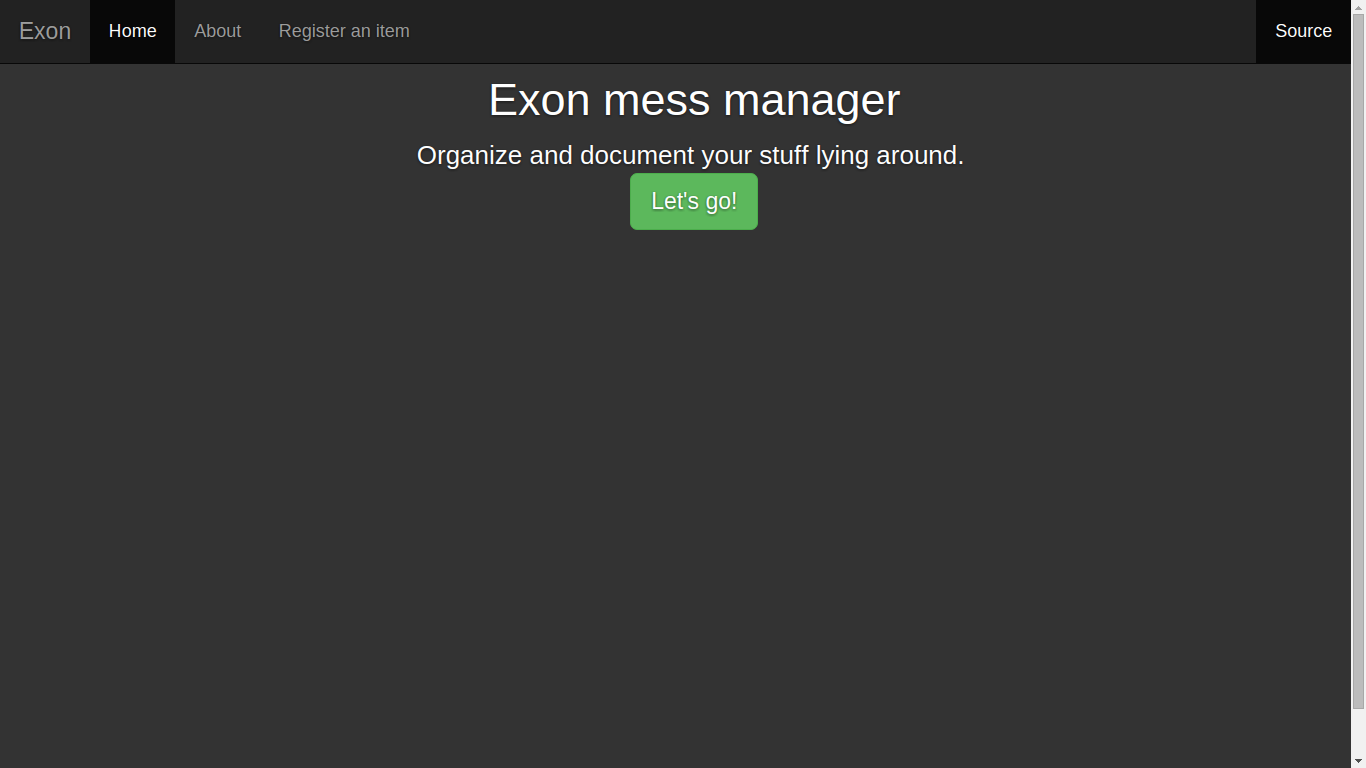 Exon Home About Register an item Source
Exon mess manager
Organize and document your stuff lying around.
Let's go!